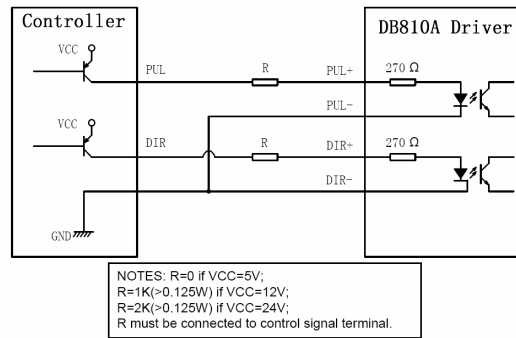 Controller
DB810A Driver
VCC
PUL
R
PUL+
270 Ω
PUL-
VCC
DIR
R
DIR+
270 Ω
DIR-
GND
NOTES: R=0 if VCC=5V;
R=1K(>0.125W) if VCC=12V;
R=2K(>0.125W) if VCC=24V;
R must be connected to control signal terminal.